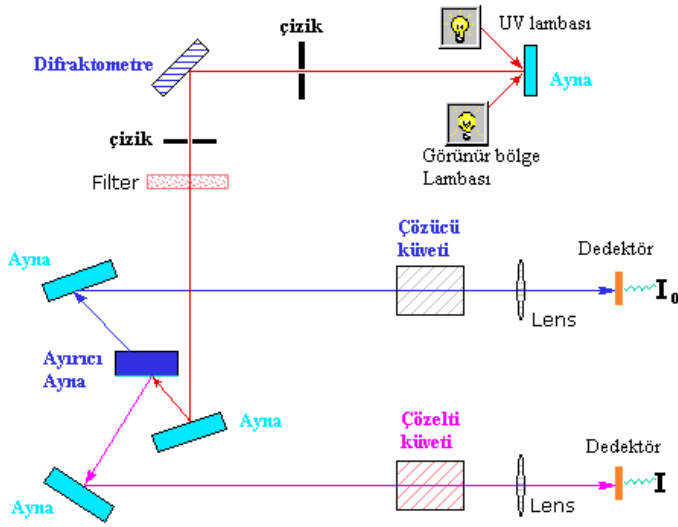 UV lambası
çizik
Difraktometre
Ayna
çizik
Görünür bölge
Lambası
Filter
Çözücü
küveti
Dedektör
Ayna
I0
Lens
Ayırıcı
Ayna
Ayna
Çözelti
küveti
Dedektör
I
Lens
Ayna